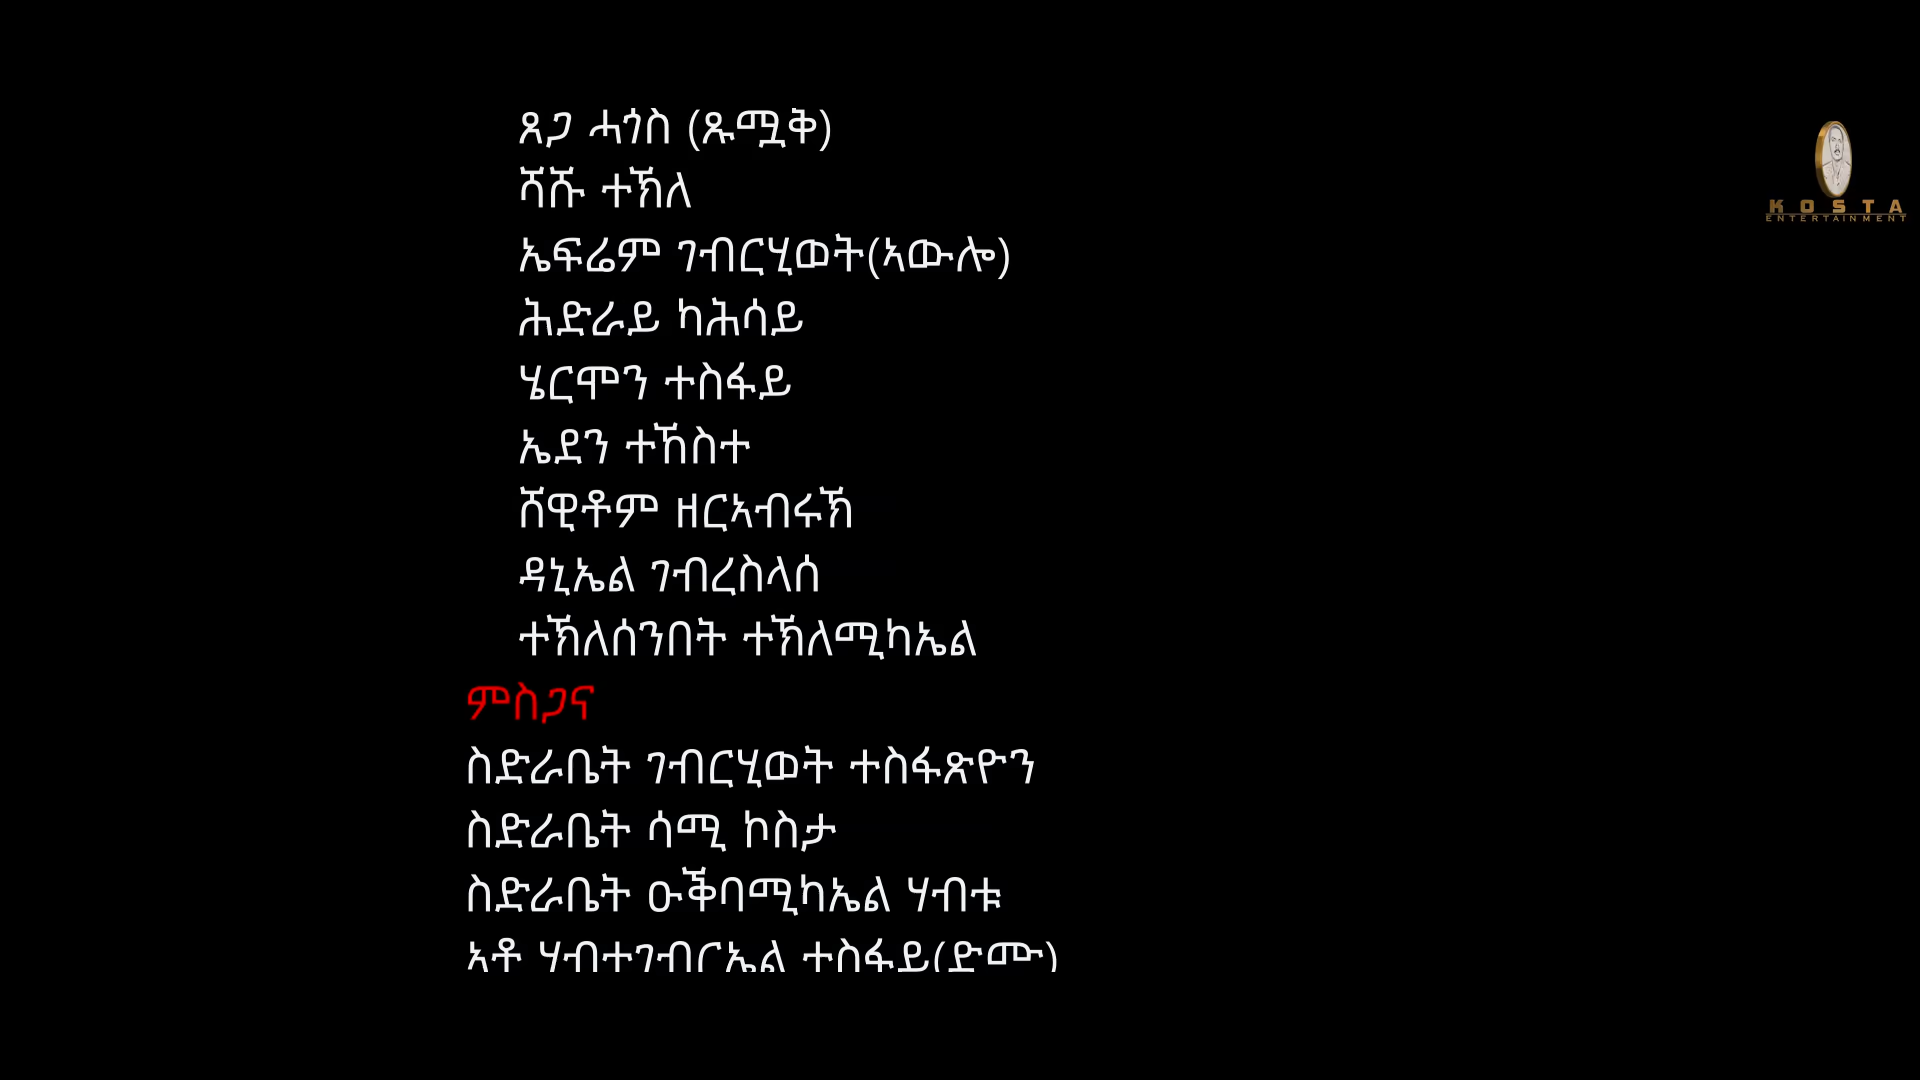 ጸጋ ሓጎስ (ጹሟቅ)
ሻሹ ተኽለ
ኤፍሬም ገብርሂወት(ኣውሎ)
ሕድራይ ካሕሳይ
ሄርሞን ተስፋይ
ኤደን ተኸስተ
ሸዊቶም ዘርኣብሩኽ
ዳኒኤል ገብረስላሰ
ተኽለሰንበት ተኽለሚካኤል
ምስጋና
ስድራቤት ገብርሂወት ተስፋጽዮን
ስድራቤት ሳሚ ኮስታ
ስድራቤት ዑቕባሚካኤል ሃብቱ
ኣቶ ሃብተገብርኤል ተስፋይ(ድሙ)
KOSTA
ENTERTAINMENT